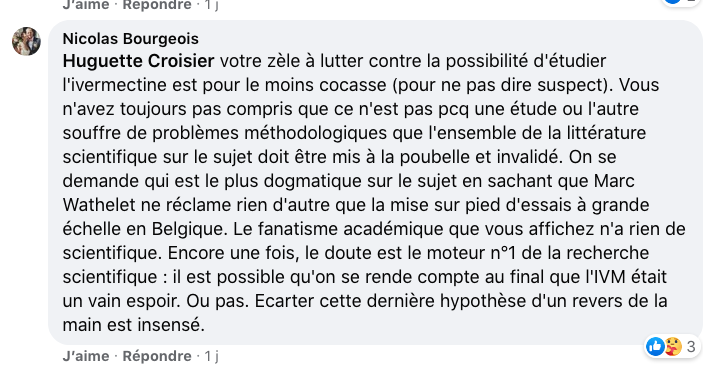 J'aime · Répondre · 1 j
Nicolas Bourgeois
Huguette Croisier votre zèle à lutter contre la possibilité d'étudier
l'ivermectine est pour le moins cocasse (pour ne pas dire suspect). Vous
n'avez toujours pas compris que ce n'est pas pcq une étude ou l'autre
souffre de problèmes méthodologiques que l'ensemble de la littérature
scientifique sur le sujet doit être mis à la poubelle et invalidé. On se
demande qui est le plus dogmatique sur le sujet en sachant que Marc
Wathelet ne réclame rien d'autre que la mise sur pied d'essais à grande
échelle en Belgique. Le fanatisme académique que vous affichez n'a rien de
scientifique. Encore une fois, le doute est le moteur n°1 de la recherche
scientifique : il est possible qu'on se rende compte au final que l'IVM était
un vain espoir. Ou pas. Ecarter cette dernière hypothèse d'un revers de la
main est insensé.
3
J'aime · Répondre · 1 j